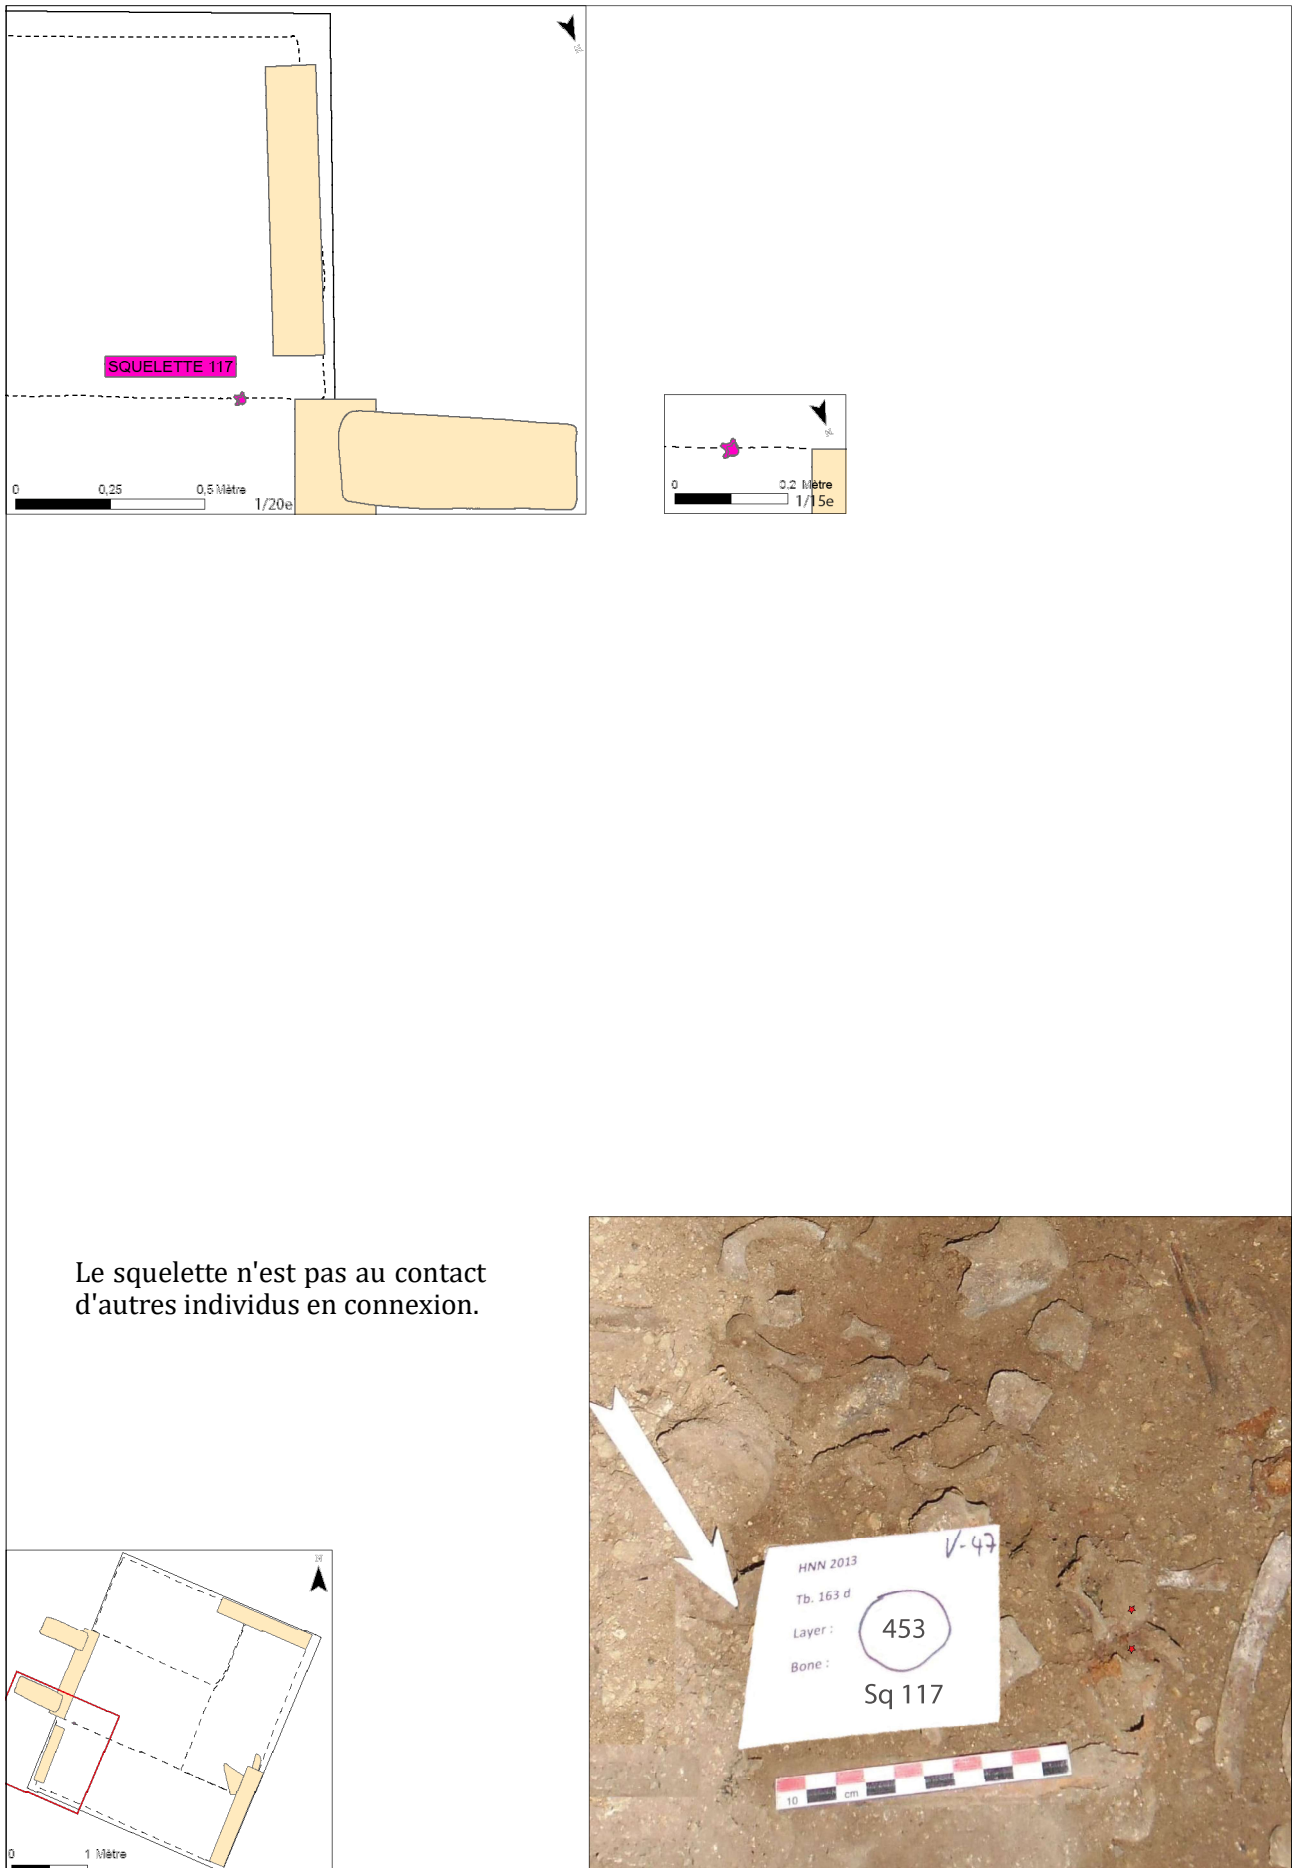 N
SQUELETTE 117
0 0,25 0,5 Mètre
1/20e
N
0 0,2 Mètre
1/15e
Le squelette n'est pas au contact
d'autres individus en connexion.
N
0 1 Mètre
V-47
HNN 2013
Tb. 163 d
Layer : 453
Bone :
Sq 117
10 cm